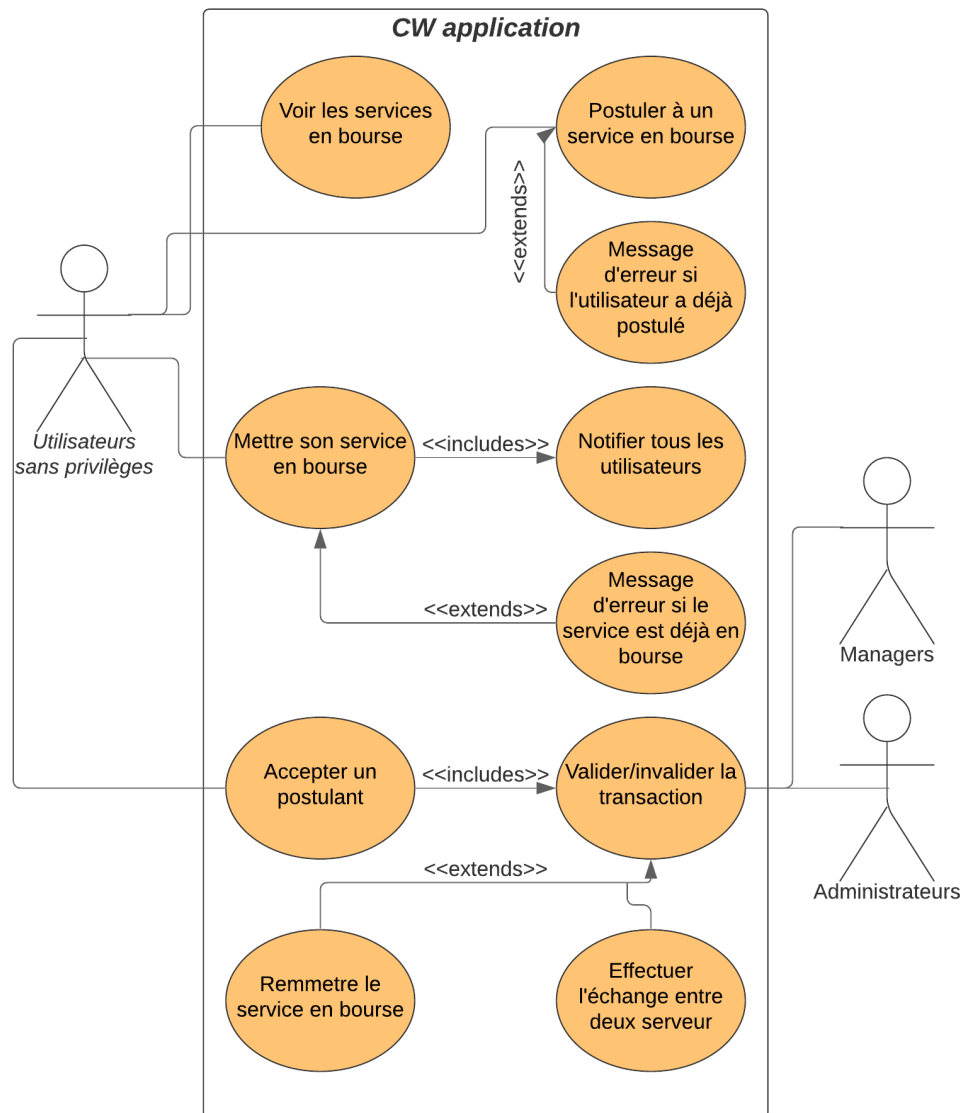 CW application
Voir les services
en bourse
Postuler à un
service en bourse
<<extends>>
Message
d'erreur si
l'utilisateur a déjà
postulé
Utilisateurs
sans privilèges
Mettre son service
en bourse
<<includes>>
Notifier tous les
utilisateurs
<<extends>>
Message
d'erreur si le
service est déjà en
bourse
Managers
Accepter un
postulant
<<includes>>
Valider/invalider la
transaction
<<extends>>
Administrateurs
Remmetre le
service en bourse
Effectuer
l'échange entre
deux serveur